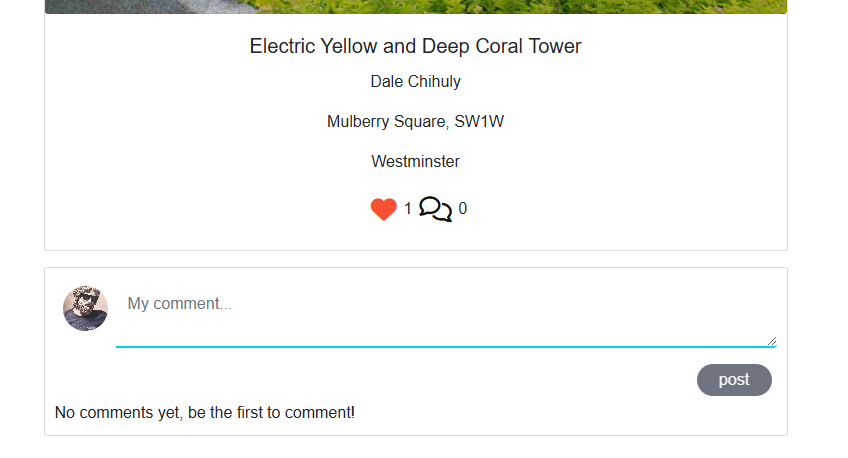 Electric Yellow and Deep Coral Tower
Dale Chihuly
Mulberry Square, SW1W
Westminster
1 0
My comment...
post
No comments yet, be the first to comment!